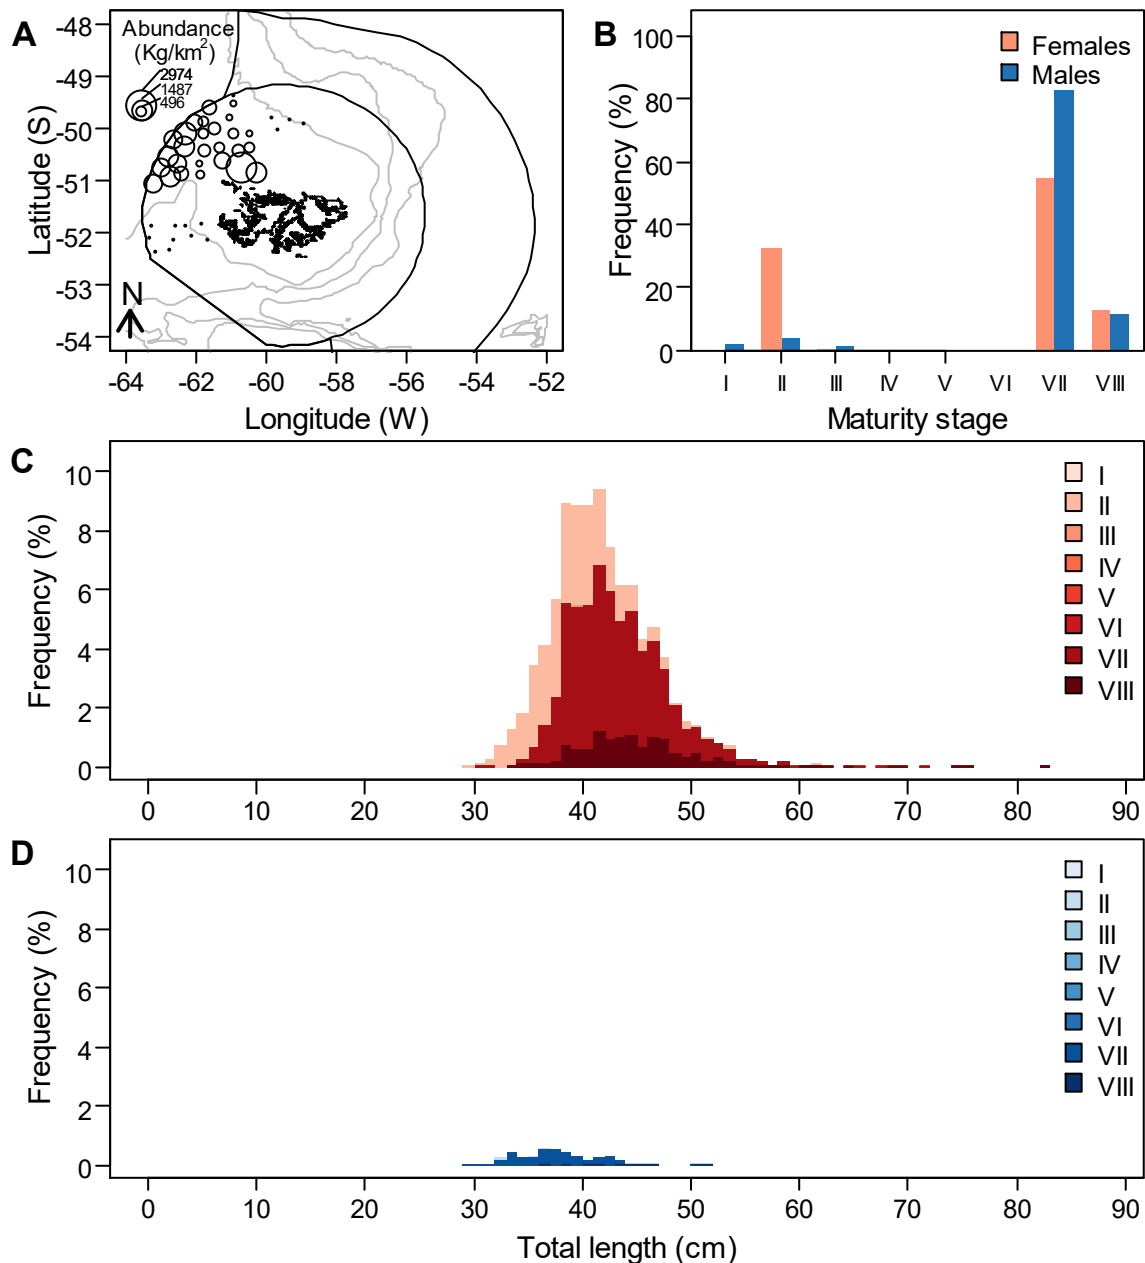 A
Abundance
(Kg/km²)
2974
1487
496
-48
-49
-50
-51
-52
-53
-54
Latitude (S)
N
-64 -62 -60 -58 -56 -54 -52
Longitude (W)
B
Females
Males
100
80
60
40
20
0
Frequency (%)
I II III IV V VI VII VIII
Maturity stage
C
10
8
6
4
2
0
Frequency (%)
I
II
III
IV
V
VI
VII
VIII
0 10 20 30 40 50 60 70 80 90
D
10
8
6
4
2
0
Frequency (%)
I
II
III
IV
V
VI
VII
VIII
0 10 20 30 40 50 60 70 80 90
Total length (cm)